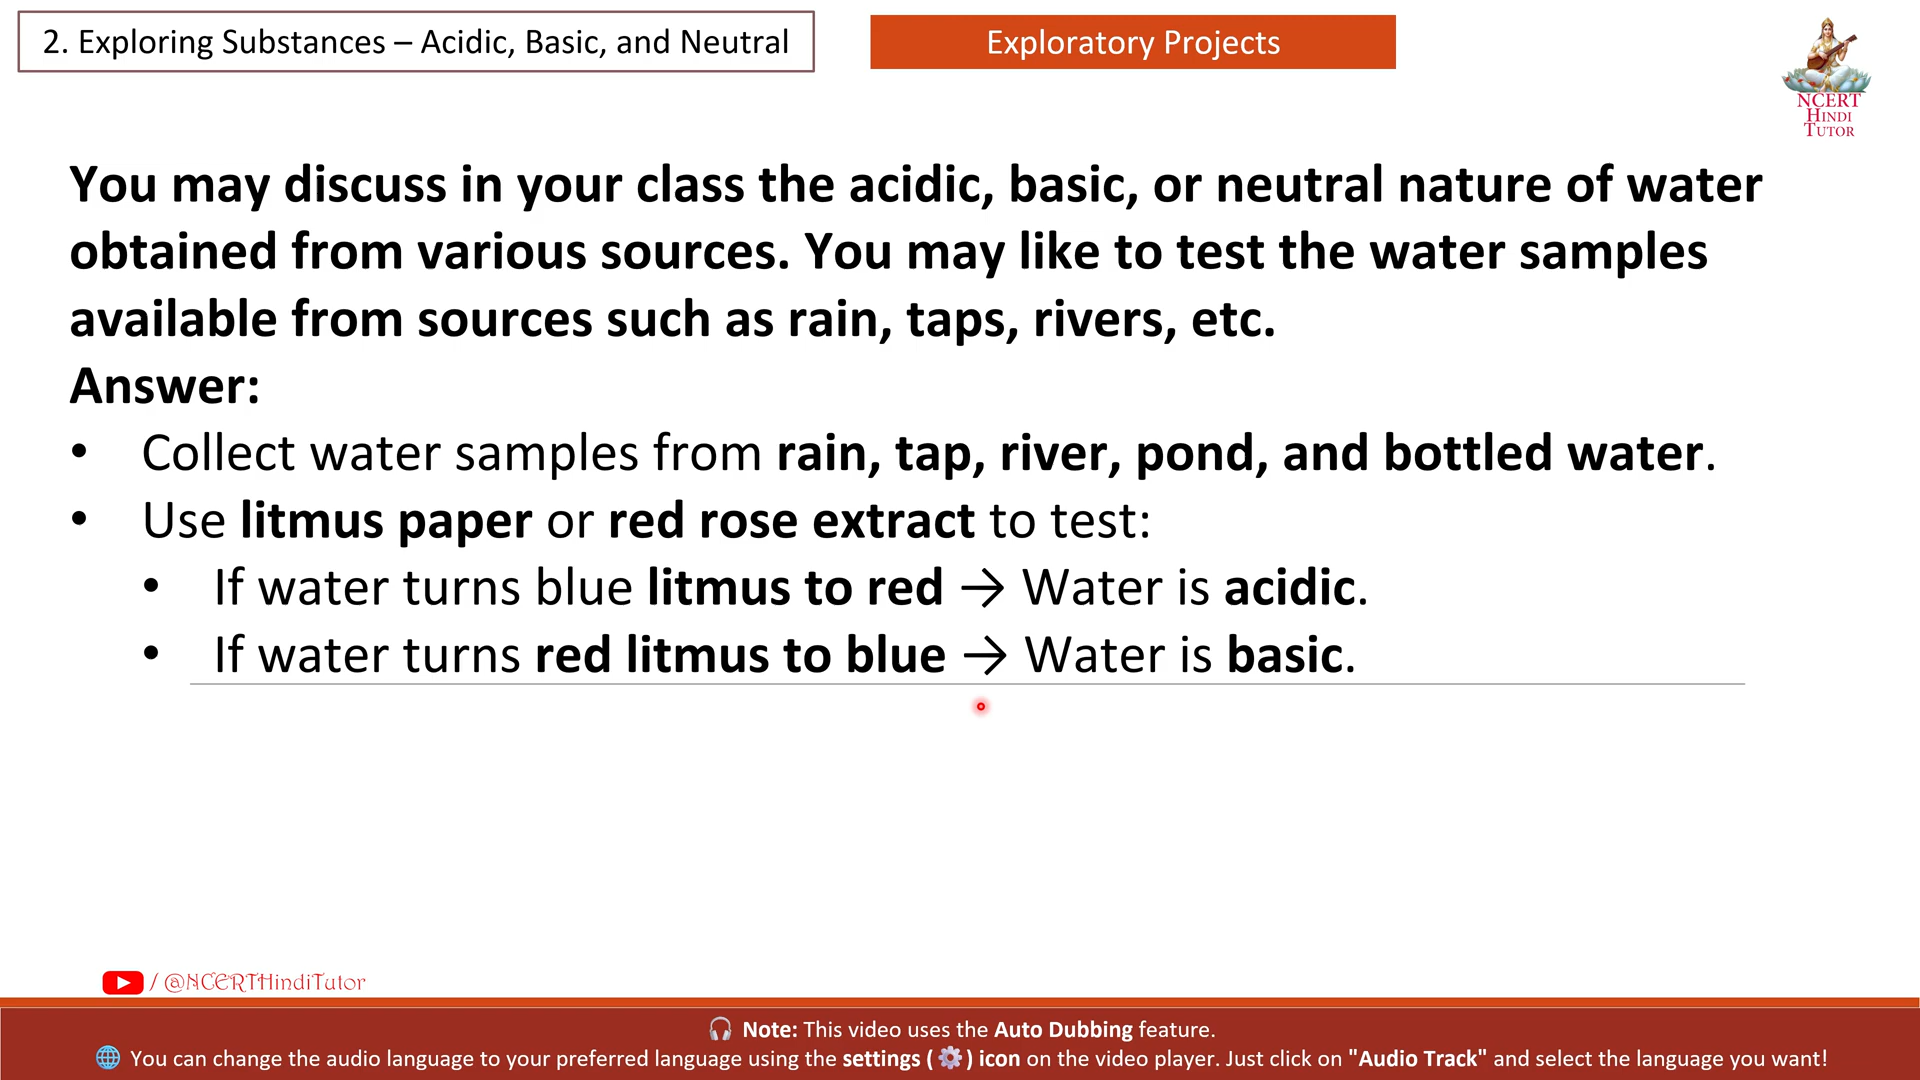 2. Exploring Substances – Acidic, Basic, and Neutral
Exploratory Projects
NCERT
HINDI
TUTOR
You may discuss in your class the acidic, basic, or neutral nature of water
obtained from various sources. You may like to test the water samples
available from sources such as rain, taps, rivers, etc.
Answer:
• Collect water samples from rain, tap, river, pond, and bottled water.
• Use litmus paper or red rose extract to test:
• If water turns blue litmus to red → Water is acidic.
• If water turns red litmus to blue → Water is basic.
/ @NCERTHindiTutor
🎧 Note: This video uses the Auto Dubbing feature.
🌐 You can change the audio language to your preferred language using the settings ( ⚙️ ) icon on the video player. Just click on "Audio Track" and select the language you want!